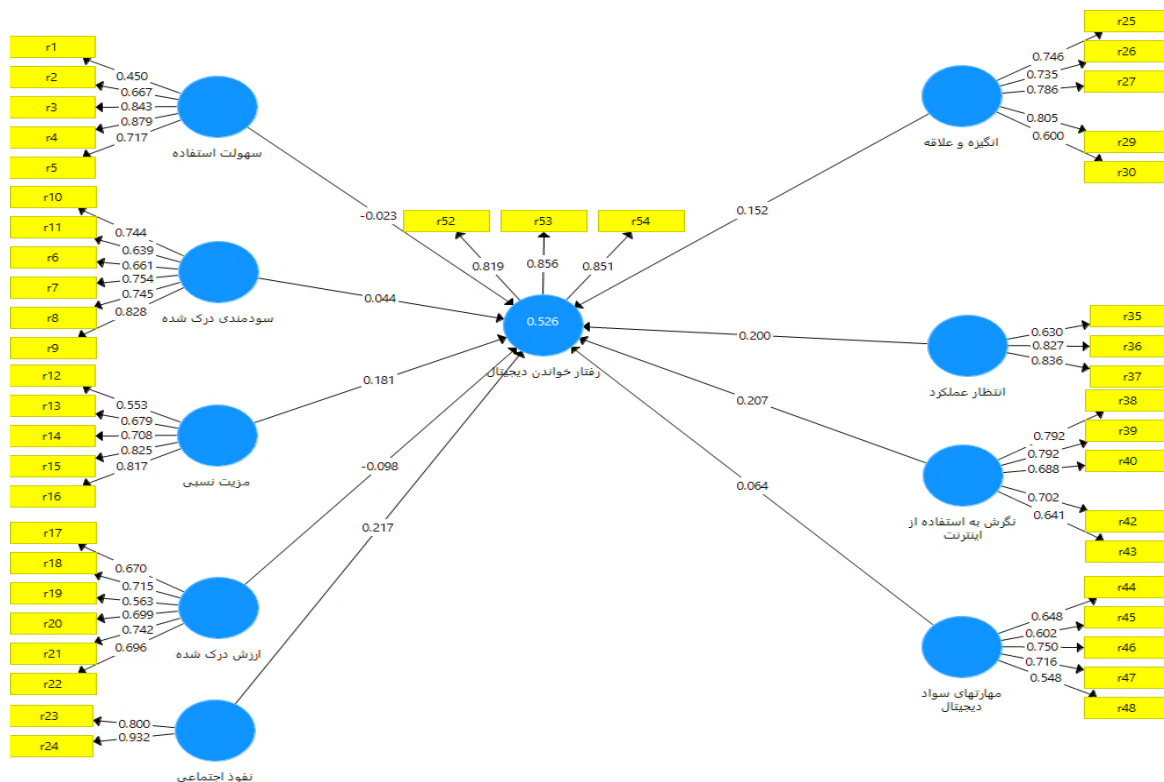 r1
r2
r3
r4
r5
0.450
0.667
0.843
0.879
0.717
سهولت استفاده
-0.023
r10
r11
r6
r7
r8
r9
0.744
0.639
0.661
0.754
0.745
0.828
سودمندی درک شده
0.044
r12
r13
r14
r15
r16
0.553
0.679
0.708
0.825
0.817
مزیت نسبی
0.181
r17
r18
r19
r20
r21
r22
0.670
0.715
0.563
0.699
0.742
0.696
ارزش درک شده
-0.098
r23
r24
0.800
0.932
نفوذ اجتماعی
0.217
r52
r53
r54
0.819
0.856
0.851
0.526
رفتار خواندن دیجیتال
r25
r26
r27
r29
r30
0.746
0.735
0.786
0.805
0.600
انگیزه و علاقه
0.152
r35
r36
r37
0.630
0.827
0.836
انتظار عملکرد
0.200
r38
r39
r40
r42
r43
0.792
0.792
0.688
0.702
0.641
نگرش به استفاده از
اینترنت
0.207
r44
r45
r46
r47
r48
0.648
0.602
0.750
0.716
0.548
مهارتهای سواد
دیجیتال
0.064